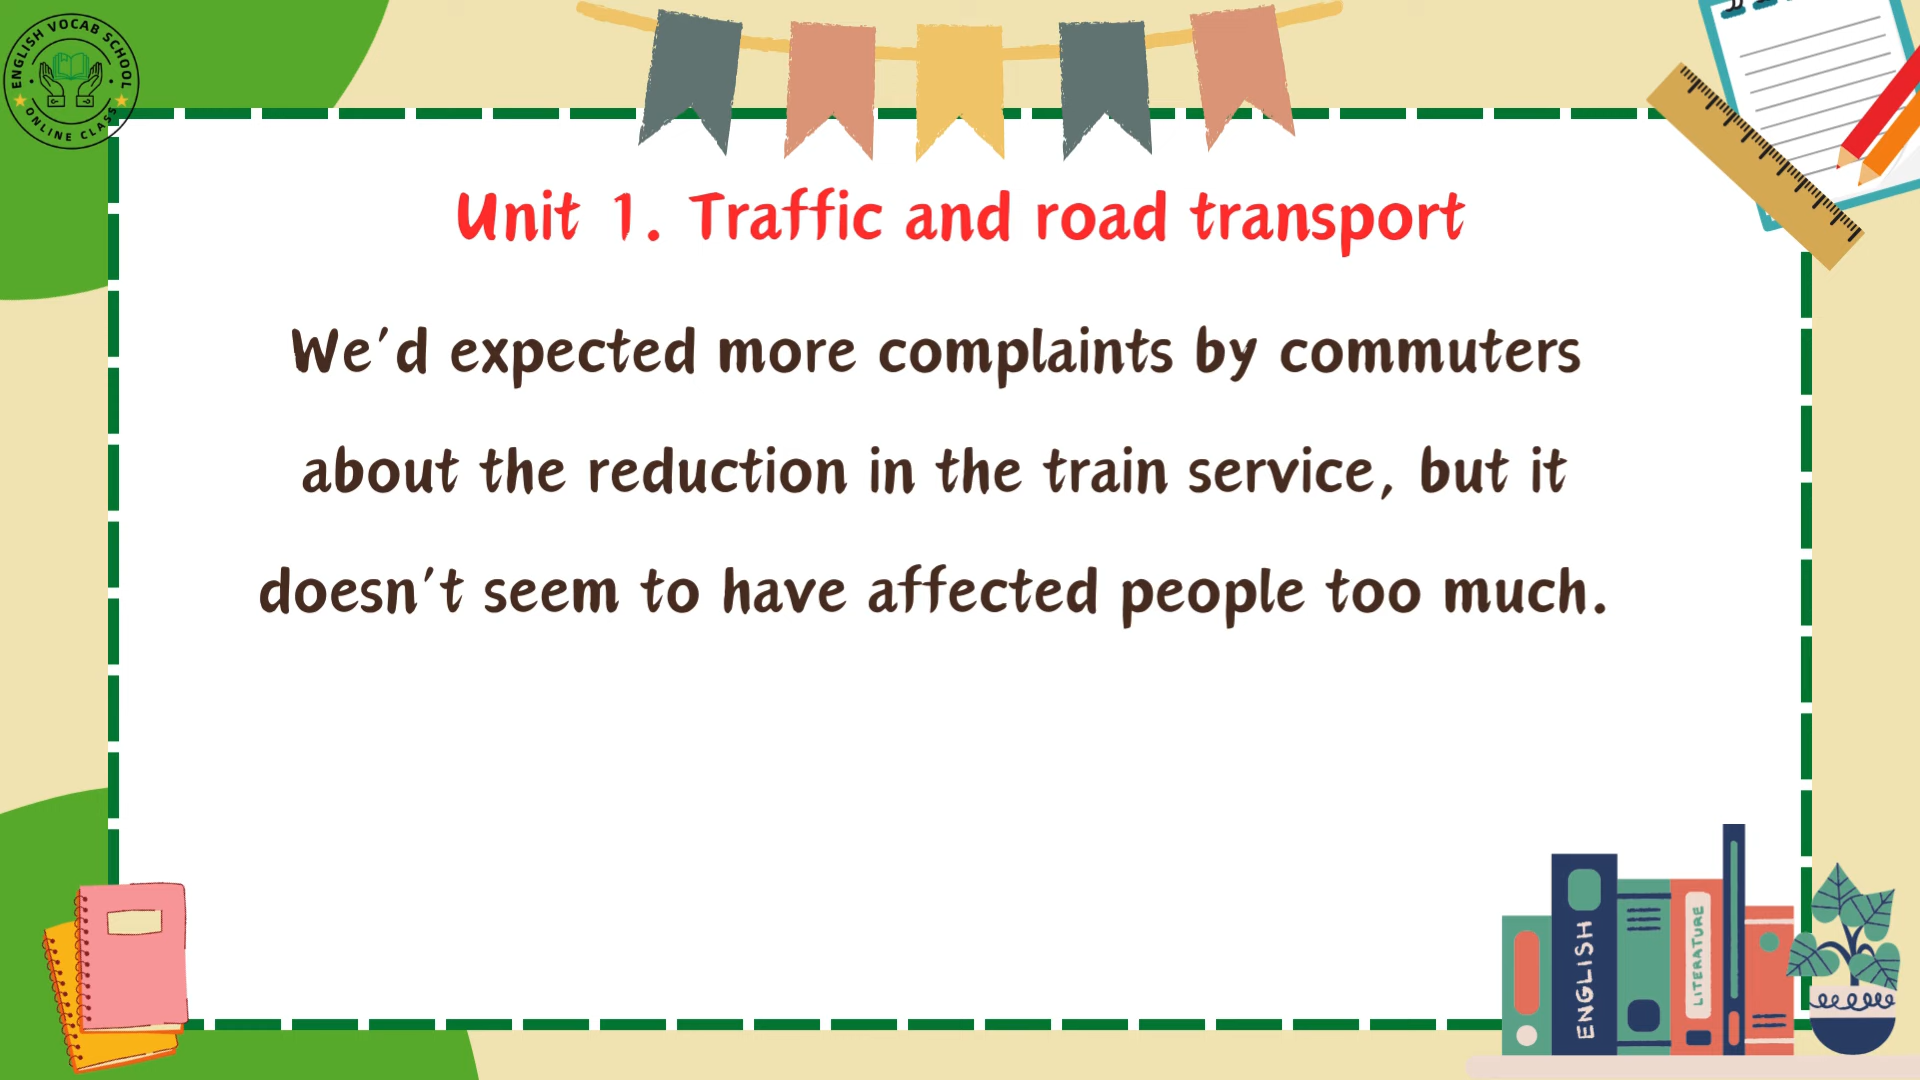 ENGLISH VOCAB SCHOOL
ONLINE CLASS
Unit 1. Traffic and road transport
We'd expected more complaints by commuters
about the reduction in the train service, but it
doesn't seem to have affected people too much.
ENGLISH
LITERATURE